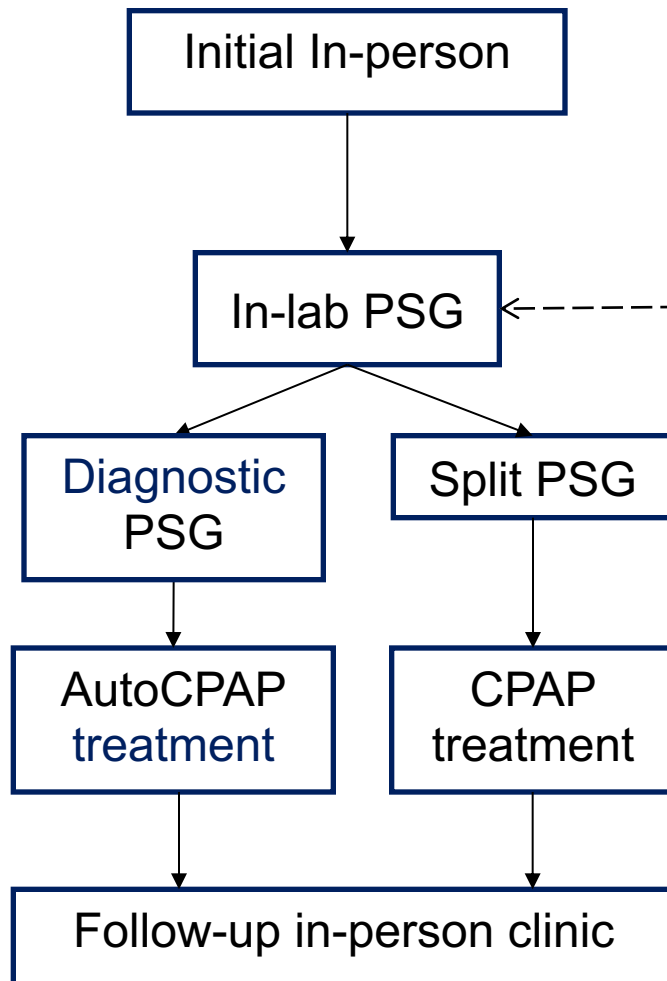 Initial In-person
In-lab PSG
Diagnostic
PSG
Split PSG
AutoCPAP
treatment
CPAP
treatment
Follow-up in-person clinic